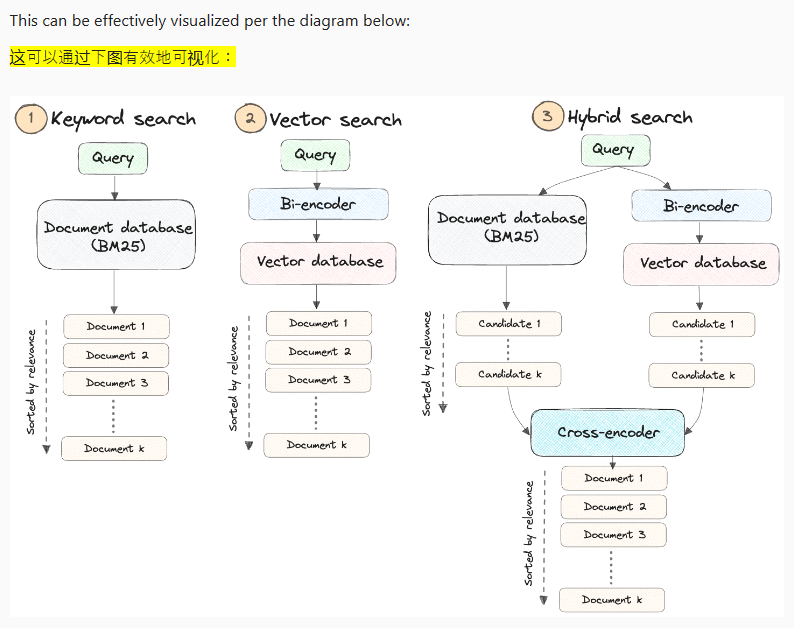 This can be effectively visualized per the diagram below:
这可以通过下图有效地可视化：
1 Keyword search
Query
Document database
(BM25)
Sorted by relevance
Document 1
Document 2
Document 3
Document k
2 Vector search
Query
Bi-encoder
Vector database
Sorted by relevance
Document 1
Document 2
Document 3
Document k
3 Hybrid search
Query
Document database
(BM25)
Bi-encoder
Vector database
Sorted by relevance
Candidate 1
Candidate k
Candidate 1
Candidate k
Cross-encoder
Sorted by relevance
Document 1
Document 2
Document 3
Document k